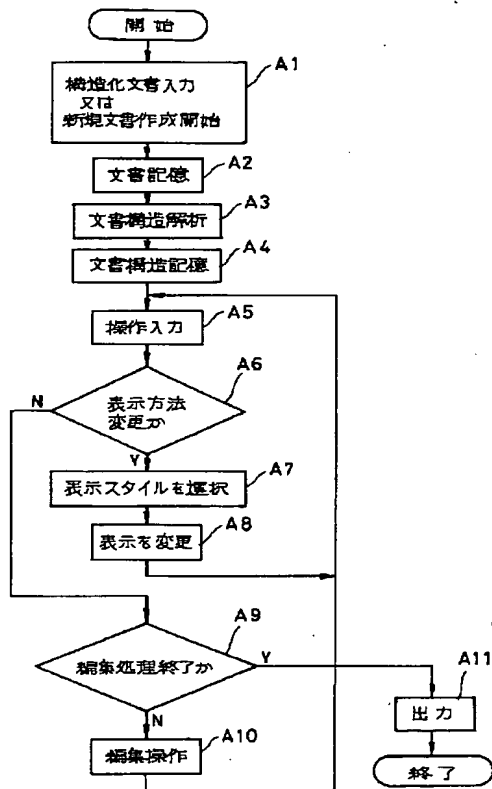 開始
A1
構造化文書入力
又は
新規文書作成開始
A2
文書記憶
A3
文書構造解析
A4
文書構造記憶
A5
操作入力
A6
N
表示方法
変更か
Y
A7
表示スタイルを選択
A8
表示を変更
A9
編集処理終了か
Y
A11
N
出力
A10
編集操作
終了